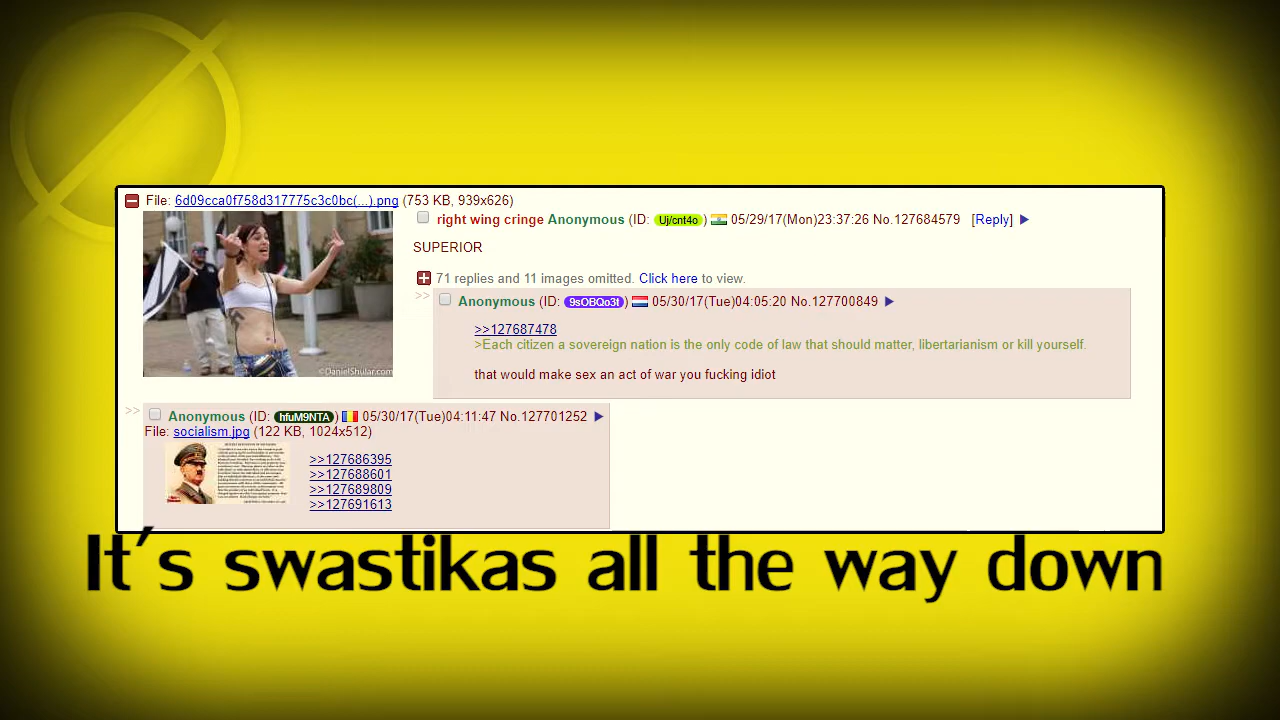 File: 6d09cca0f758d317775c3c0bc(...).png (753 KB, 939x626)
right wing cringe Anonymous (ID: Uj/cnt4o) 05/29/17(Mon)23:37:26 No.127684579 [Reply] ▶
SUPERIOR
71 replies and 11 images omitted. Click here to view.
>> Anonymous (ID: 9sOBQo3t) 05/30/17(Tue)04:05:20 No.127700849 ▶
>>127687478
>Each citizen a sovereign nation is the only code of law that should matter, libertarianism or kill yourself.
that would make sex an act of war you fucking idiot
©DanielShular.com
>> Anonymous (ID: hfuM9NTA) 05/30/17(Tue)04:11:47 No.127701252 ▶
File: socialism.jpg (122 KB, 1024x512)
>>127686395
>>127688601
>>127689809
>>127691613
It's swastikas all the way down